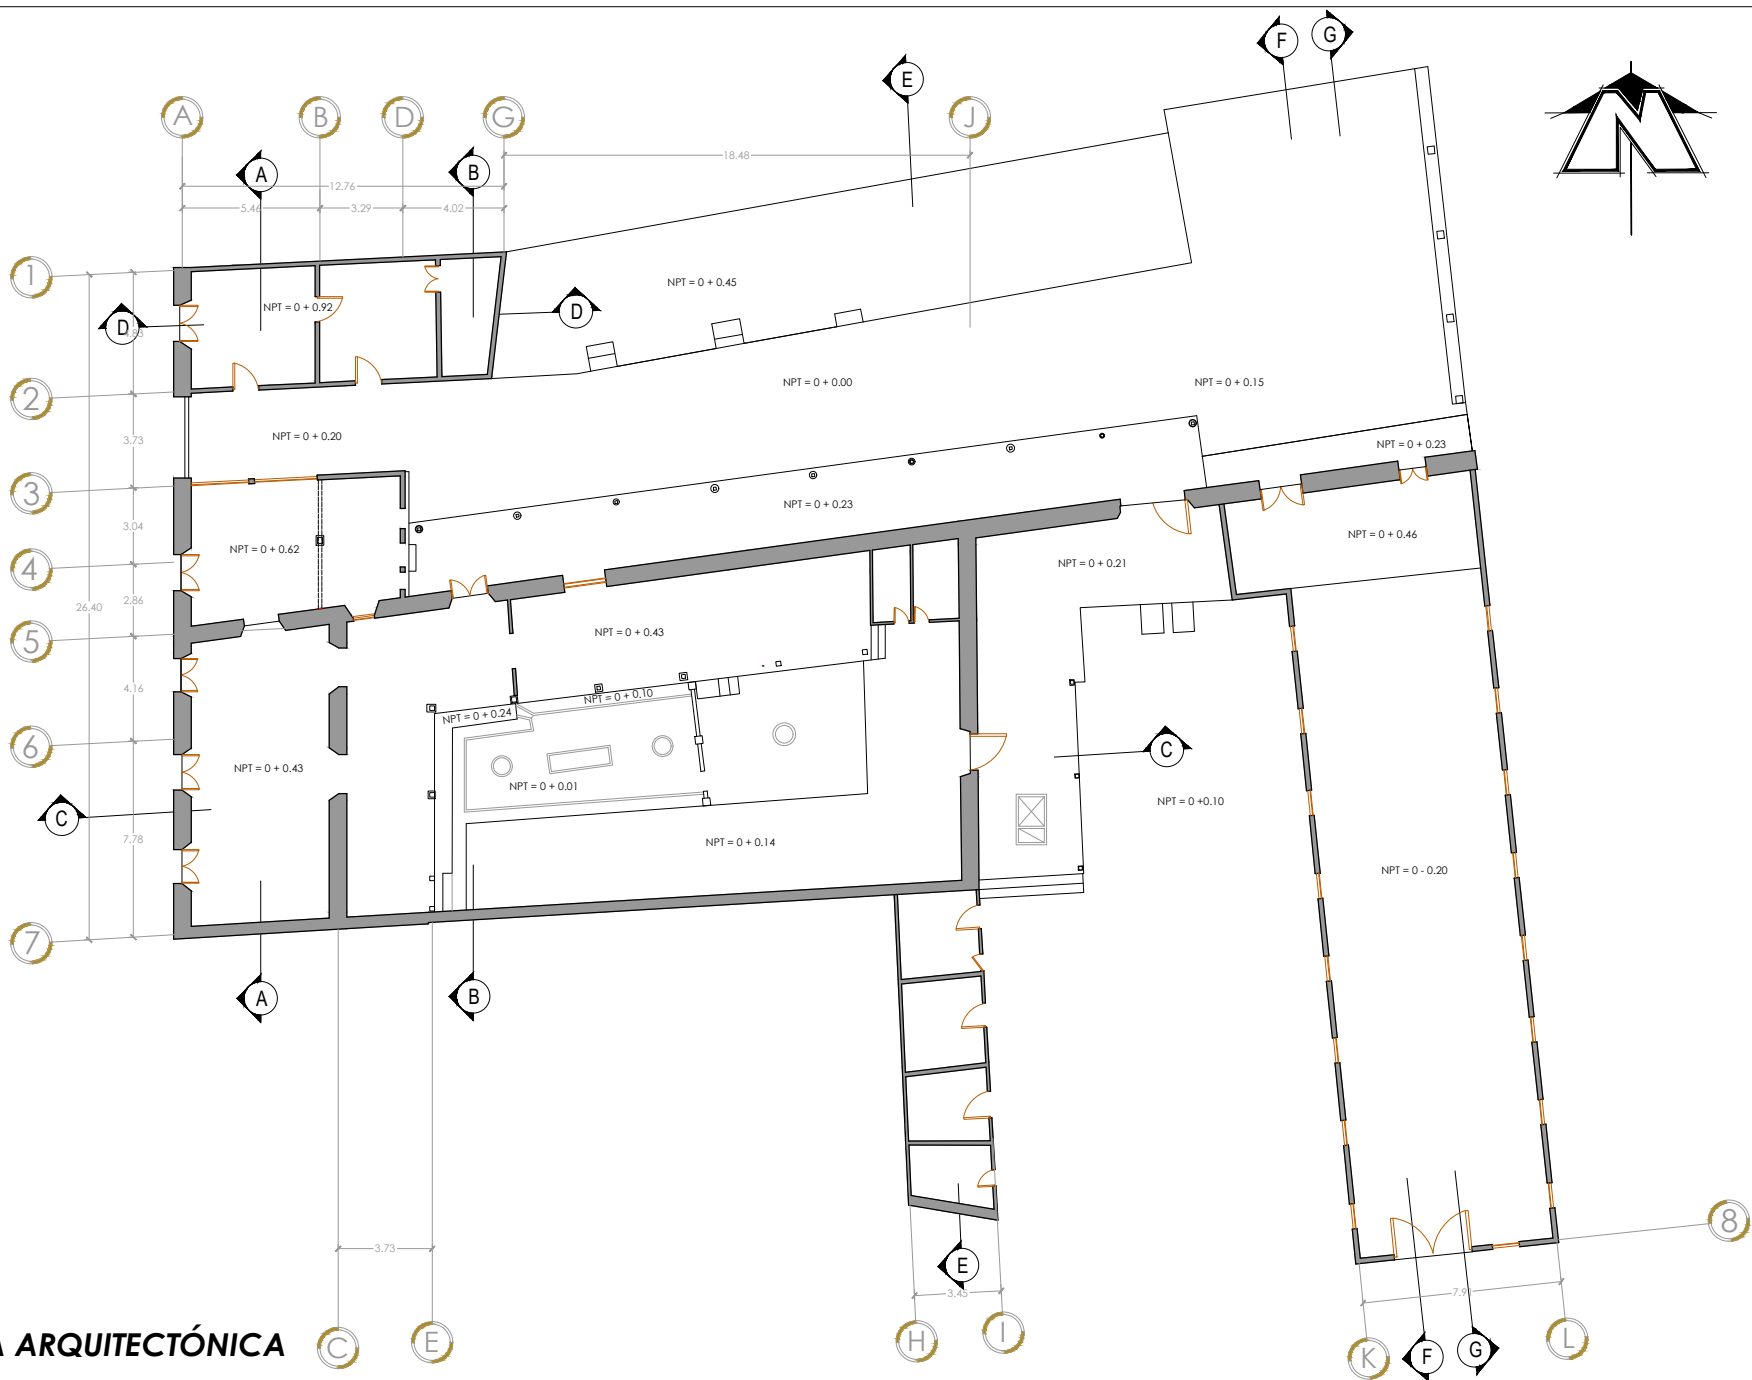 F
G
E
N
A
B
D
G
J
18.48
A
B
12.76
5.46
3.29
4.02
1
NPT = 0 + 0.45
NPT = 0 + 0.92
D
D
2
NPT = 0 + 0.00
NPT = 0 + 0.15
3.73
NPT = 0 + 0.20
NPT = 0 + 0.23
3
NPT = 0 + 0.23
3.04
NPT = 0 + 0.62
NPT = 0 + 0.46
4
NPT = 0 + 0.21
26.40
2.86
5
NPT = 0 + 0.43
4.16
NPT = 0 + 0.10
NPT = 0 + 0.24
6
C
NPT = 0 + 0.43
NPT = 0 + 0.01
NPT = 0 +0.10
C
7.78
NPT = 0 + 0.14
NPT = 0 - 0.20
7
A
B
8
3.73
E
3.45
7.91
A ARQUITECTÓNICA
C
E
H
I
K
F
G
L